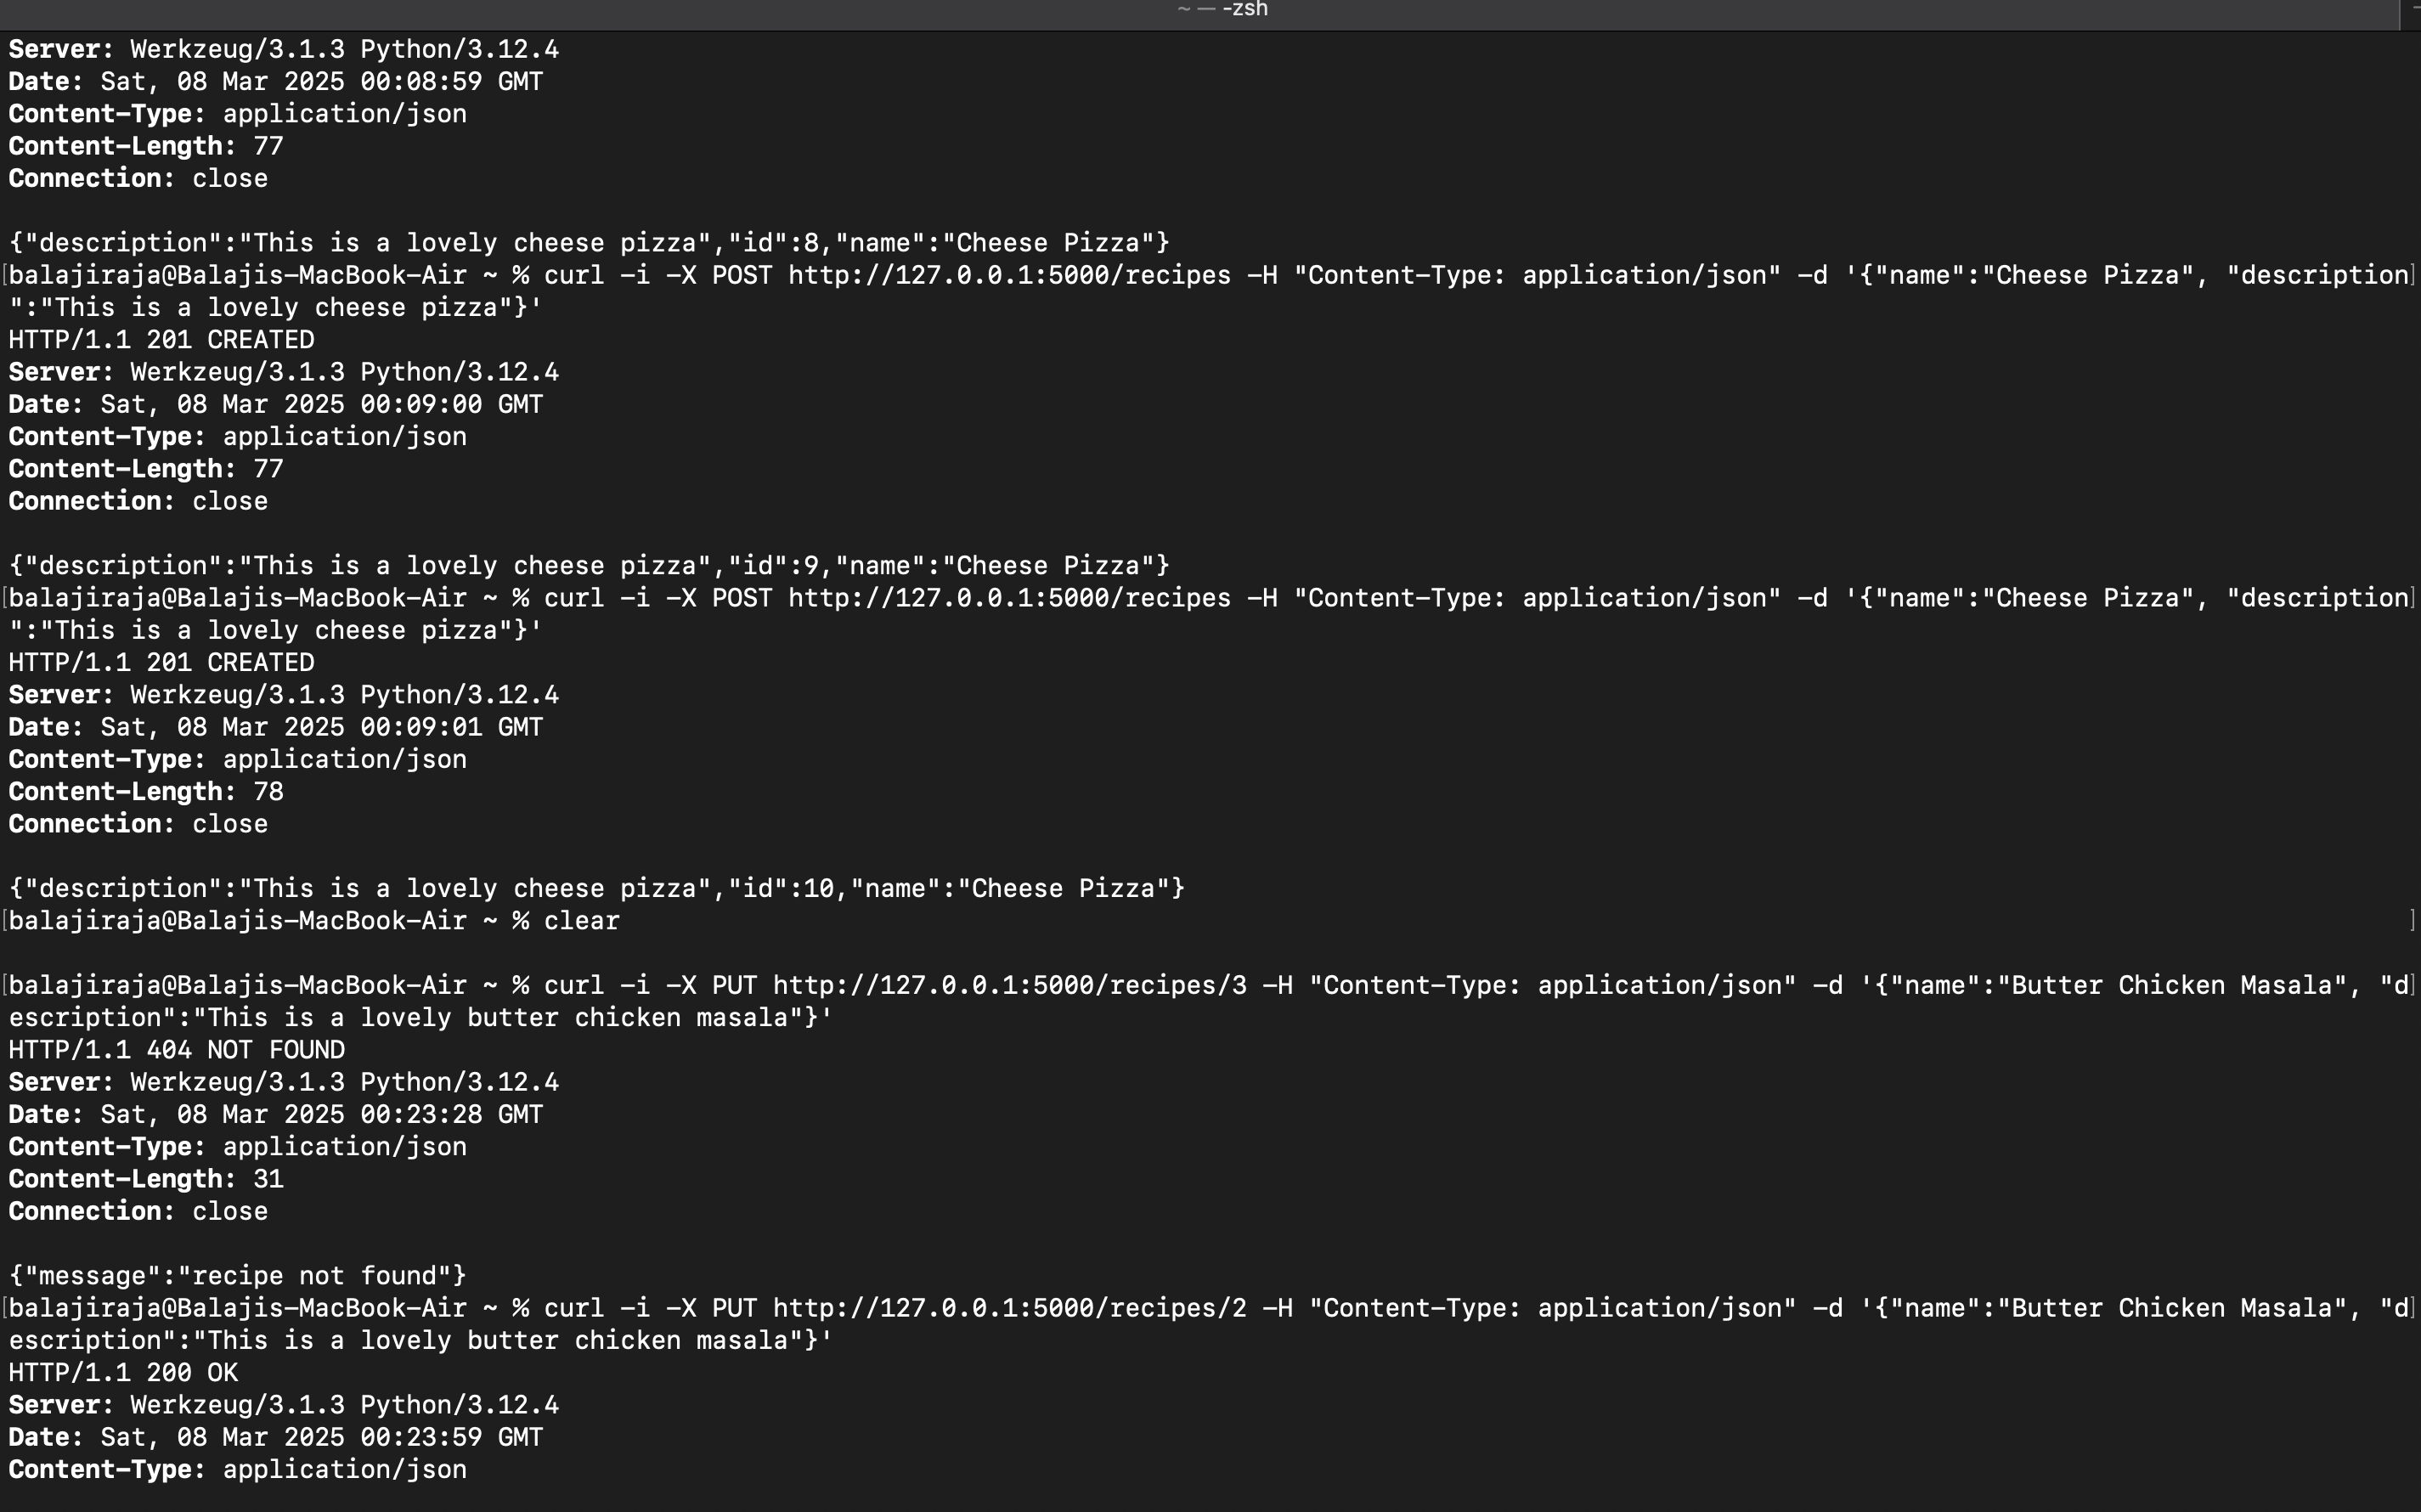 ~ — -zsh
Server: Werkzeug/3.1.3 Python/3.12.4
Date: Sat, 08 Mar 2025 00:08:59 GMT
Content-Type: application/json
Content-Length: 77
Connection: close
{"description":"This is a lovely cheese pizza","id":8,"name":"Cheese Pizza"}
[balajiraja@Balajis-MacBook-Air ~ % curl -i -X POST http://127.0.0.1:5000/recipes -H "Content-Type: application/json" -d '{"name":"Cheese Pizza", "description]
":"This is a lovely cheese pizza"}'
HTTP/1.1 201 CREATED
Server: Werkzeug/3.1.3 Python/3.12.4
Date: Sat, 08 Mar 2025 00:09:00 GMT
Content-Type: application/json
Content-Length: 77
Connection: close
{"description":"This is a lovely cheese pizza","id":9,"name":"Cheese Pizza"}
[balajiraja@Balajis-MacBook-Air ~ % curl -i -X POST http://127.0.0.1:5000/recipes -H "Content-Type: application/json" -d '{"name":"Cheese Pizza", "description]
":"This is a lovely cheese pizza"}'
HTTP/1.1 201 CREATED
Server: Werkzeug/3.1.3 Python/3.12.4
Date: Sat, 08 Mar 2025 00:09:01 GMT
Content-Type: application/json
Content-Length: 78
Connection: close
{"description":"This is a lovely cheese pizza","id":10,"name":"Cheese Pizza"}
[balajiraja@Balajis-MacBook-Air ~ % clear ]
[balajiraja@Balajis-MacBook-Air ~ % curl -i -X PUT http://127.0.0.1:5000/recipes/3 -H "Content-Type: application/json" -d '{"name":"Butter Chicken Masala", "d]
escription":"This is a lovely butter chicken masala"}'
HTTP/1.1 404 NOT FOUND
Server: Werkzeug/3.1.3 Python/3.12.4
Date: Sat, 08 Mar 2025 00:23:28 GMT
Content-Type: application/json
Content-Length: 31
Connection: close
{"message":"recipe not found"}
[balajiraja@Balajis-MacBook-Air ~ % curl -i -X PUT http://127.0.0.1:5000/recipes/2 -H "Content-Type: application/json" -d '{"name":"Butter Chicken Masala", "d]
escription":"This is a lovely butter chicken masala"}'
HTTP/1.1 200 OK
Server: Werkzeug/3.1.3 Python/3.12.4
Date: Sat, 08 Mar 2025 00:23:59 GMT
Content-Type: application/json